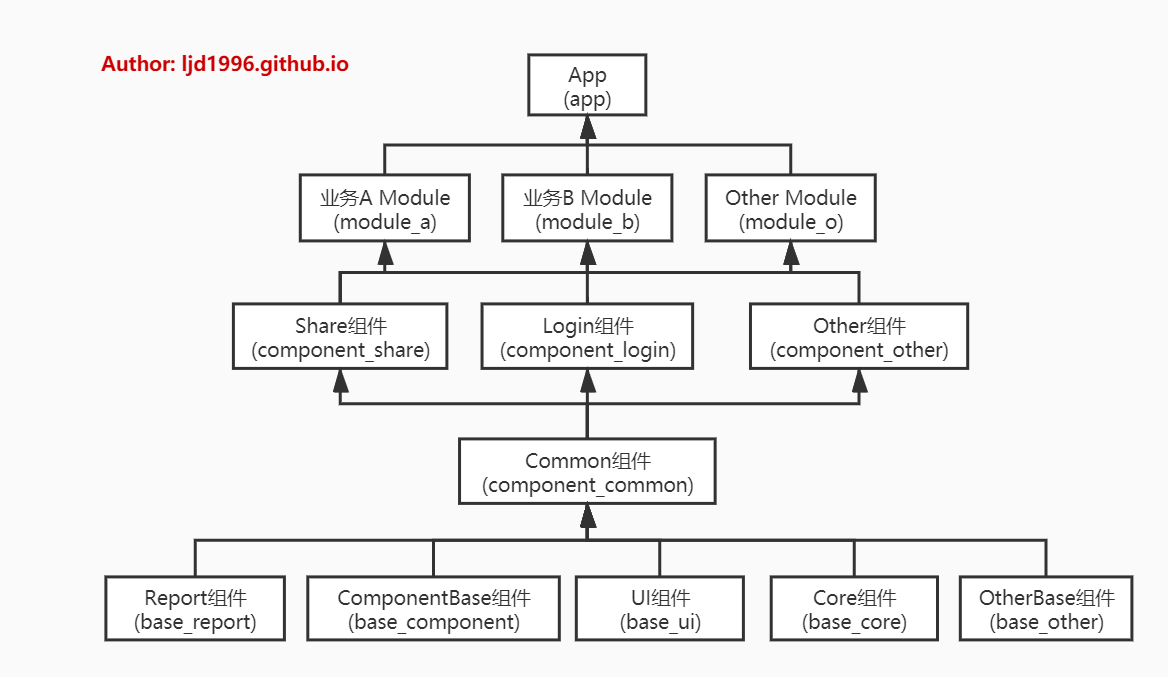 Author: ljd1996.github.io
App
(app)
业务A Module
(module_a)
业务B Module
(module_b)
Other Module
(module_o)
Share组件
(component_share)
Login组件
(component_login)
Other组件
(component_other)
Common组件
(component_common)
Report组件
(base_report)
ComponentBase组件
(base_component)
UI组件
(base_ui)
Core组件
(base_core)
OtherBase组件
(base_other)